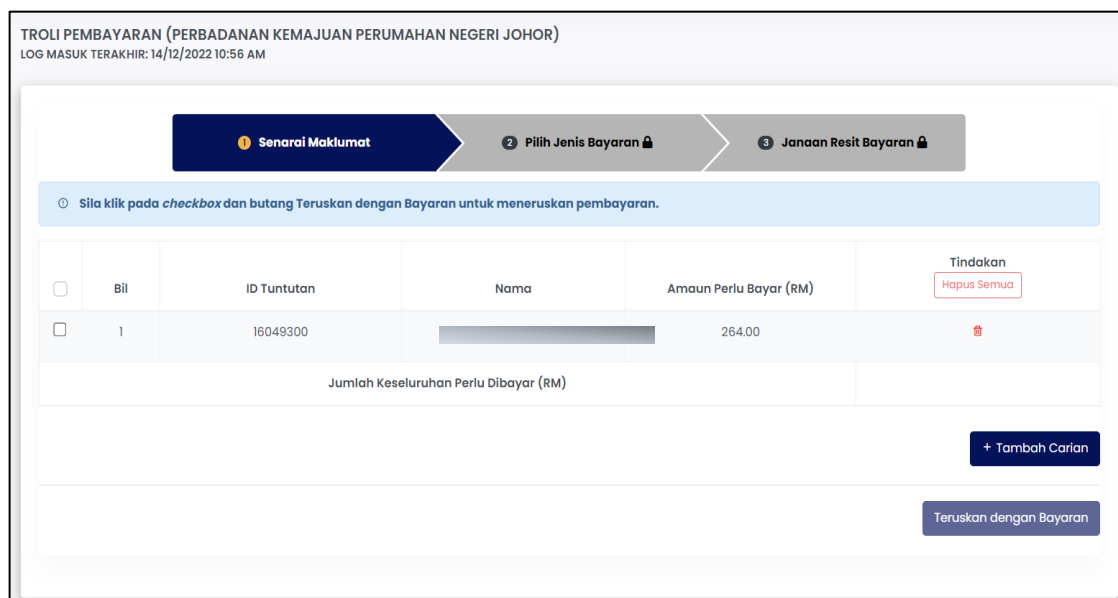 TROLI PEMBAYARAN (PERBADANAN KEMAJUAN PERUMAHAN NEGERI JOHOR)
LOG MASUK TERAKHIR: 14/12/2022 10:56 AM
1 Senarai Maklumat 2 Pilih Jenis Bayaran 3 Janaan Resit Bayaran
Sila klik pada checkbox dan butang Teruskan dengan Bayaran untuk meneruskan pembayaran.
Bil ID Tuntutan Nama Amaun Perlu Bayar (RM) Tindakan
Hapus Semua
1 16049300 264.00
Jumlah Keseluruhan Perlu Dibayar (RM)
+ Tambah Carian
Teruskan dengan Bayaran